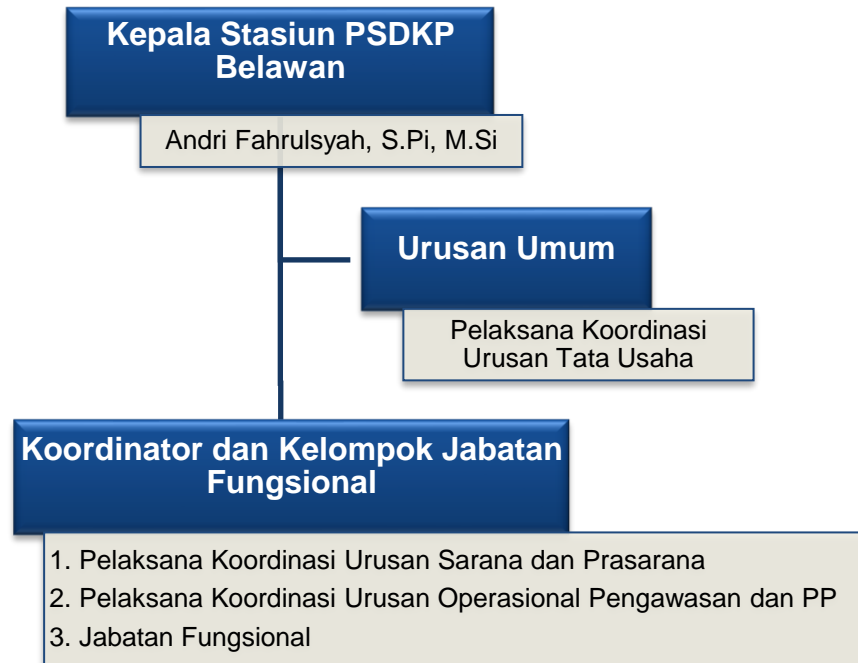 Kepala Stasiun PSDKP
Belawan
Andri Fahrulsyah, S.Pi, M.Si
Urusan Umum
Pelaksana Koordinasi
Urusan Tata Usaha
Koordinator dan Kelompok Jabatan
Fungsional
1. Pelaksana Koordinasi Urusan Sarana dan Prasarana
2. Pelaksana Koordinasi Urusan Operasional Pengawasan dan PP
3. Jabatan Fungsional